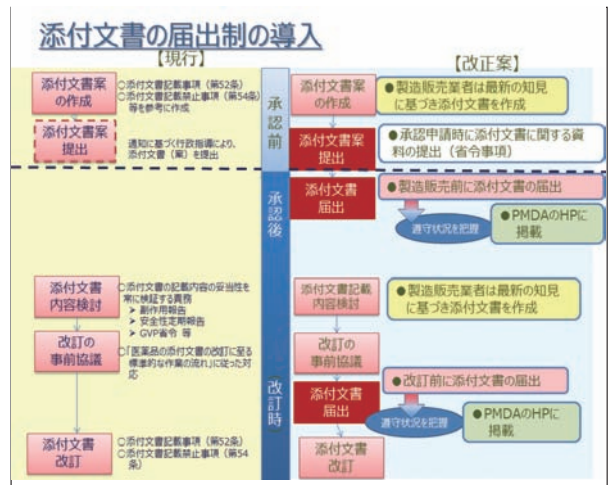 添付文書の届出制の導入
【現行】
添付文書案
の作成
○添付文書記載事項（第52条）
○添付文書記載禁止事項（第54条）
等を参考に作成
添付文書案
提出
通知に基づく行政指導により、
添付文書（案）を提出
添付文書
内容検討
○添付文書の記載内容の妥当性を
常に検証する責務
➤ 副作用報告
➤ 安全性定期報告
➤ GVP省令 等
改訂の
事前協議
○「医薬品の添付文書の改訂に至る
標準的な作業の流れ」に従った対
応
添付文書
改訂
○添付文書記載事項（第52条）
○添付文書記載禁止事項（第54
条）
承認前
承認後
（改訂時）
【改正案】
添付文書案
の作成
●製造販売業者は最新の知見
に基づき添付文書を作成
添付文書案
提出
●承認申請時に添付文書に関する資
料の提出（省令事項）
添付文書
届出
●製造販売前に添付文書の届出
遵守状況を把握
●PMDAのHPに
掲載
添付文書記載
内容検討
●製造販売業者は最新の知見
に基づき添付文書を作成
改訂の
事前協議
添付文書
届出
●改訂前に添付文書の届出
遵守状況を把握
●PMDAのHPに
掲載
添付文書
改訂